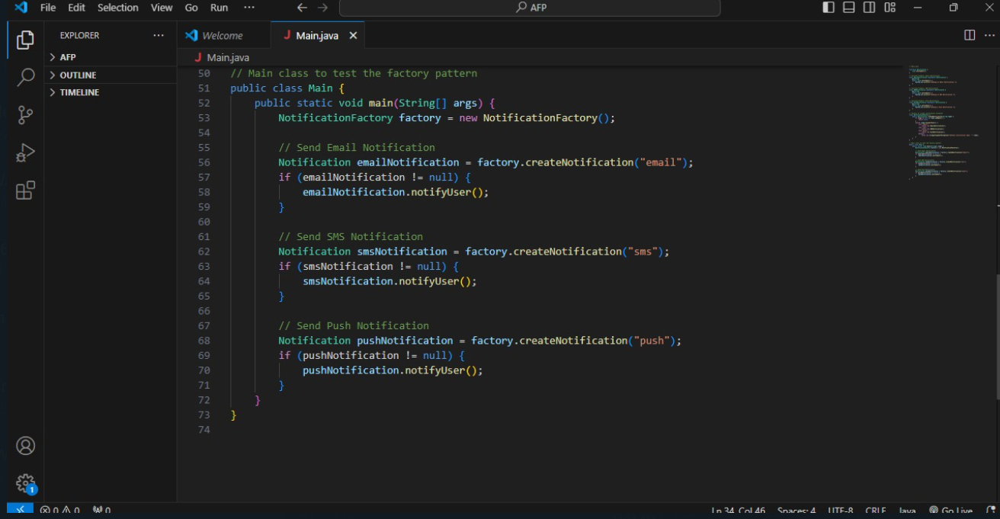 File Edit Selection View Go Run ··· AFP
EXPLORER ···
AFP
OUTLINE
TIMELINE
Welcome
Main.java
Main.java
50 // Main class to test the factory pattern
51 public class Main {
52 public static void main(String[] args) {
53 NotificationFactory factory = new NotificationFactory();
54
55 // Send Email Notification
56 Notification emailNotification = factory.createNotification("email");
57 if (emailNotification != null) {
58 emailNotification.notifyUser();
59 }
60
61 // Send SMS Notification
62 Notification smsNotification = factory.createNotification("sms");
63 if (smsNotification != null) {
64 smsNotification.notifyUser();
65 }
66
67 // Send Push Notification
68 Notification pushNotification = factory.createNotification("push");
69 if (pushNotification != null) {
70 pushNotification.notifyUser();
71 }
72 }
73 }
74
1
0 0 0 Ln 34, Col 46 Spaces: 4 UTF-8 CRLF Java Go Live